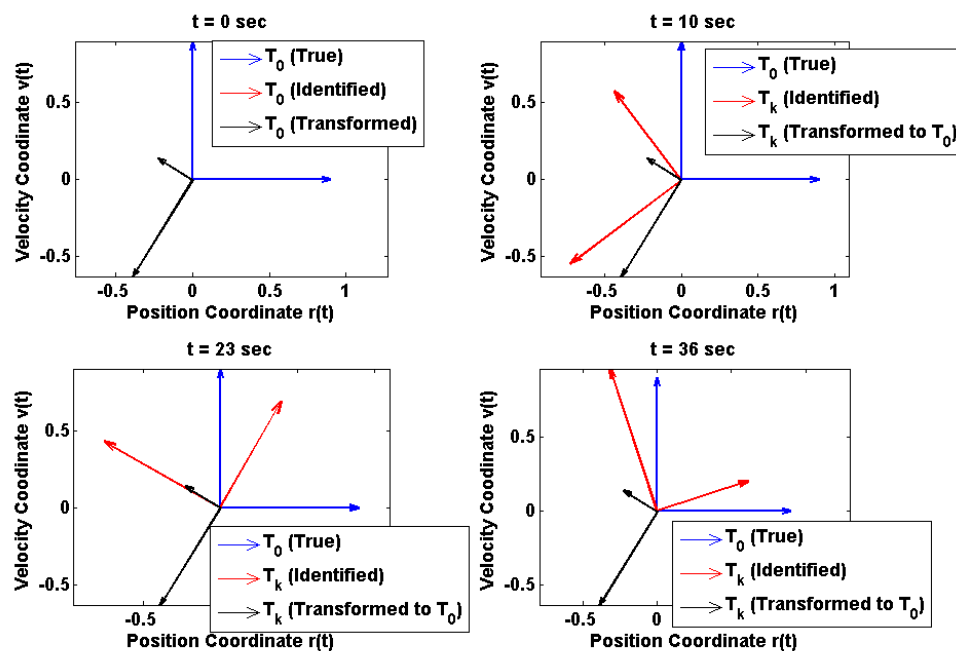 t = 0 sec
Velocity Coodinate v(t)
0.5
0
-0.5
T0 (True)
T0 (Identified)
T0 (Transformed)
-0.5 0 0.5 1
Position Coordinate r(t)
t = 10 sec
Velocity Coodinate v(t)
0.5
0
-0.5
T0 (True)
Tk (Identified)
Tk (Transformed to T0)
-0.5 0 0.5 1
Position Coordinate r(t)
t = 23 sec
Velocity Coodinate v(t)
0.5
0
-0.5
T0 (True)
Tk (Identified)
Tk (Transformed to T0)
-0.5
Position Coordinate r(t)
t = 36 sec
Velocity Coodinate v(t)
0.5
0
-0.5
T0 (True)
Tk (Identified)
Tk (Transformed to T0)
-0.5 0
Position Coordinate r(t)